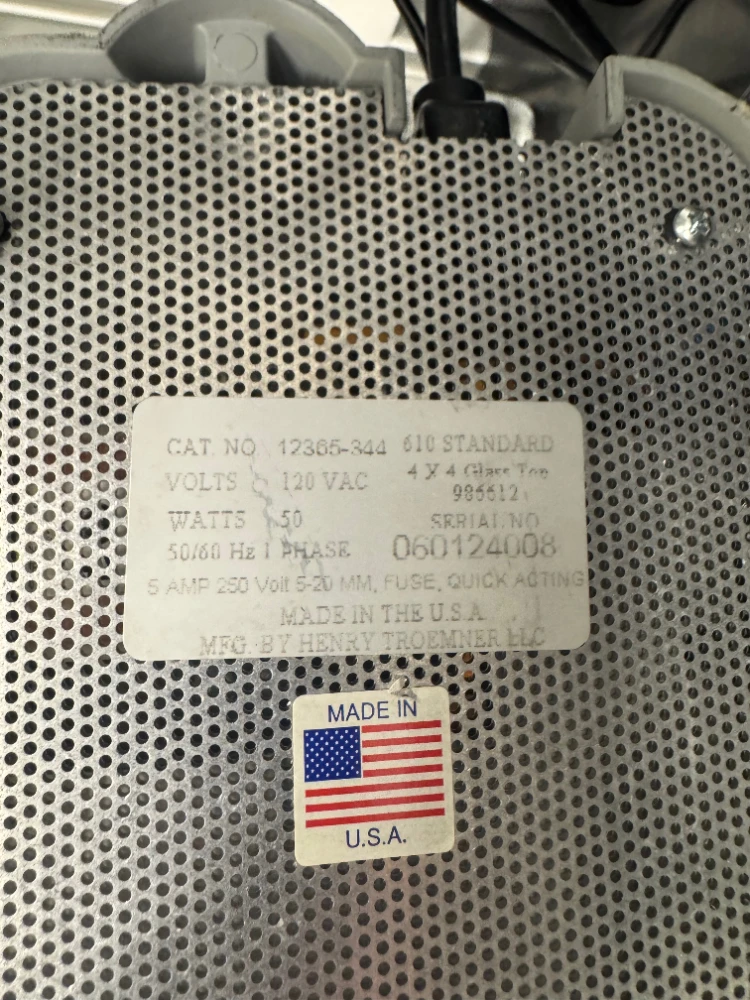 CAT. NO 12365-344 610 STANDARD
VOLTS 120 VAC 4 X 4 Glass Top
986612
WATTS 50 SERIAL NO
50/60 Hz 1 PHASE 060124008
5 AMP 250 Volt 5-20 MM, FUSE, QUICK ACTING
MADE IN THE U.S.A
MFG. BY HENRY TROEMNER LLC
MADE IN
U.S.A.